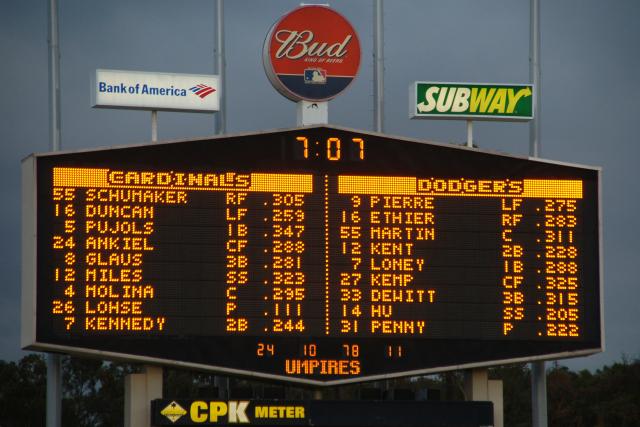 Bud
KING OF BEERS
Bank of America
SUBWAY
7:07
CARDINALS DODGERS
55 SCHUMAKER RF .305 9 PIERRE LF .275
16 DUNCAN LF .259 16 ETHIER RF .283
5 PUJOLS 1B .347 55 MARTIN C .311
24 ANKIEL CF .288 12 KENT 2B .228
8 GLAUS 3B .281 7 LONEY 1B .298
12 MILES SS .323 27 KEMP CF .325
4 MOLINA C .295 33 DEWITT 3B .315
26 LOHSE P .111 14 HU SS .205
7 KENNEDY 2B .244 31 PENNY P .222
24 10 78 11
UMPIRES
CPK METER